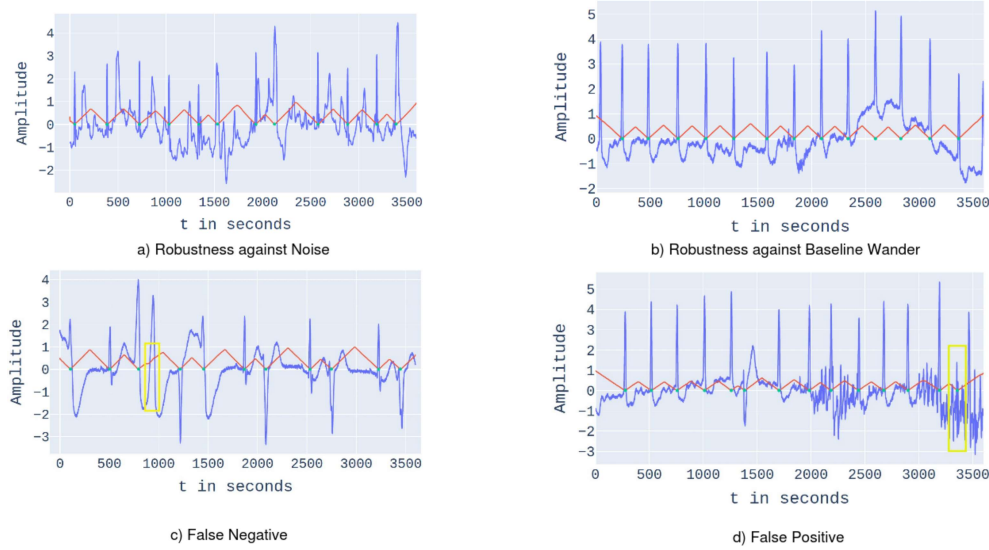 Amplitude
4
3
2
1
0
−1
−2
0 500 1000 1500 2000 2500 3000 3500
t in seconds
a) Robustness against Noise
Amplitude
5
4
3
2
1
0
−1
−2
0 500 1000 1500 2000 2500 3000 3500
t in seconds
b) Robustness against Baseline Wander
Amplitude
4
3
2
1
0
−1
−2
−3
0 500 1000 1500 2000 2500 3000 3500
t in seconds
c) False Negative
Amplitude
5
4
3
2
1
0
−1
−2
−3
0 500 1000 1500 2000 2500 3000 3500
t in seconds
d) False Positive